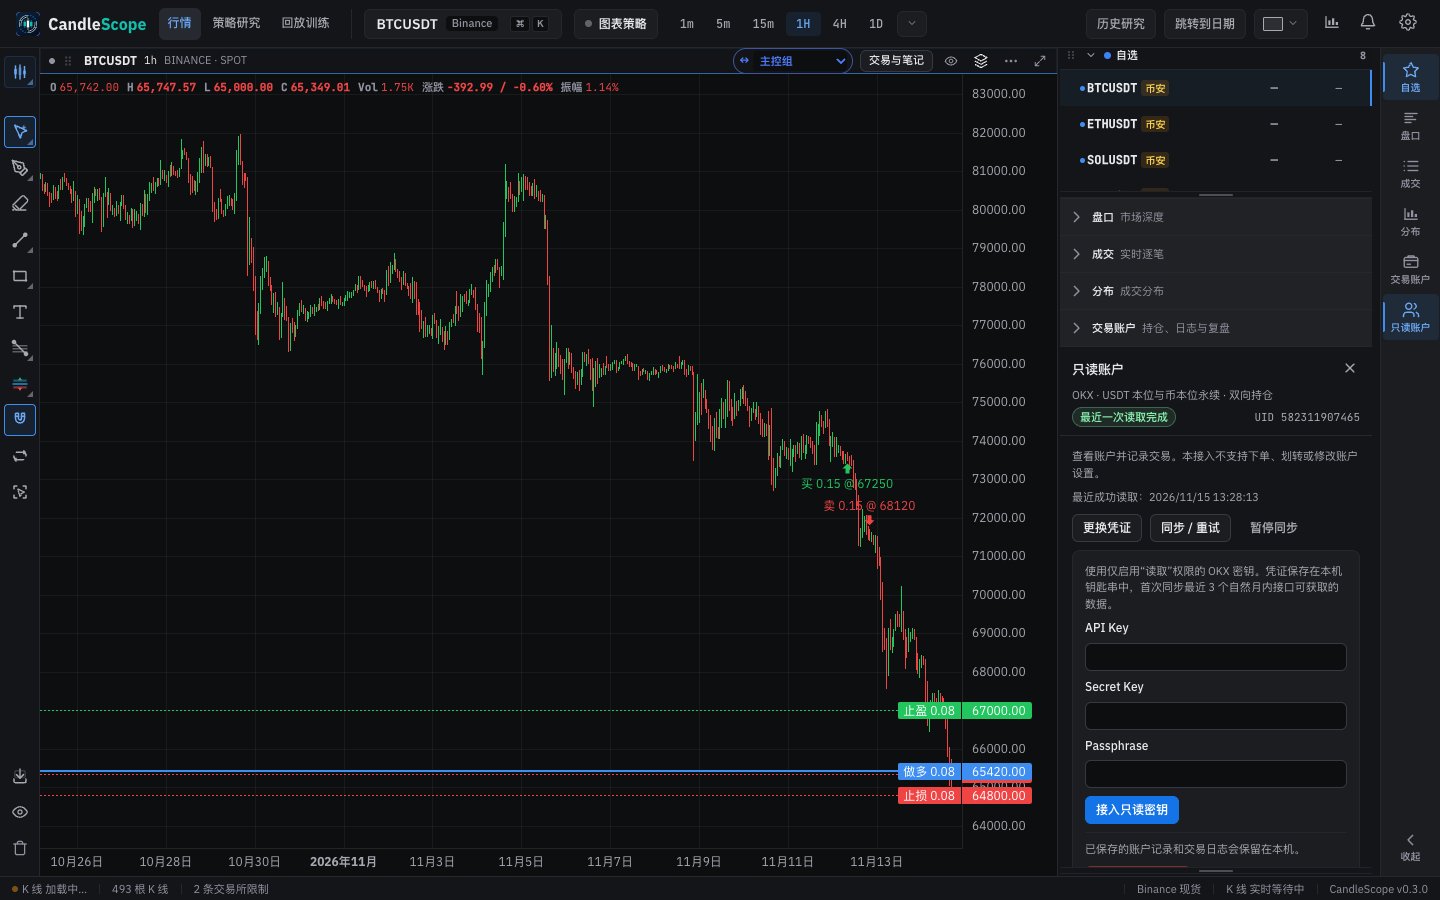 CandleScope 行情 策略研究 回放训练 BTCUSDT Binance ⌘ K 图表策略 1m 5m 15m 1H 4H 1D 历史研究 跳转到日期
BTCUSDT 1h BINANCE · SPOT 主控组 交易与笔记
O 65,742.00 H 65,747.57 L 65,000.00 C 65,349.01 Vol 1.75K 涨跌 -392.99 / -0.60% 振幅 1.14%
83000.00
82000.00
81000.00
80000.00
79000.00
78000.00
77000.00
76000.00
75000.00
74000.00
73000.00
72000.00
71000.00
70000.00
69000.00
68000.00
66000.00
64000.00
买 0.15 @ 67250
卖 0.15 @ 68120
止盈 0.08 67000.00
做多 0.08 65420.00
止损 0.08 64800.00
10月26日 10月28日 10月30日 2026年11月 11月3日 11月5日 11月7日 11月9日 11月11日 11月13日
自选 8
BTCUSDT 币安 — —
ETHUSDT 币安 — —
SOLUSDT 币安 — —
盘口 市场深度
成交 实时逐笔
分布 成交分布
交易账户 持仓、日志与复盘
只读账户
OKX · USDT 本位与币本位永续 · 双向持仓
最近一次读取完成 UID 582311907465
查看账户并记录交易。本接入不支持下单、划转或修改账户
设置。
最近成功读取：2026/11/15 13:28:13
更换凭证 同步 / 重试 暂停同步
使用仅启用“读取”权限的 OKX 密钥。凭证保存在本机
钥匙串中，首次同步最近 3 个自然月内接口可获取的
数据。
API Key
Secret Key
Passphrase
接入只读密钥
已保存的账户记录和交易日志会保留在本机。
自选
盘口
成交
分布
交易账户
只读账户
收起
K 线 加载中... 493 根 K 线 2 条交易所限制 Binance 现货 K 线 实时等待中 CandleScope v0.3.0